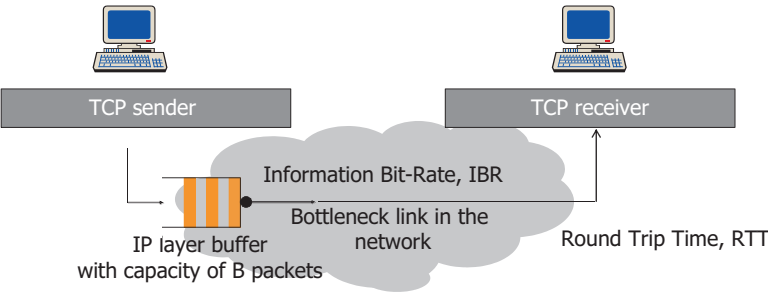 TCP sender
TCP receiver
Information Bit-Rate, IBR
Bottleneck link in the
network
IP layer buffer
with capacity of B packets
Round Trip Time, RTT